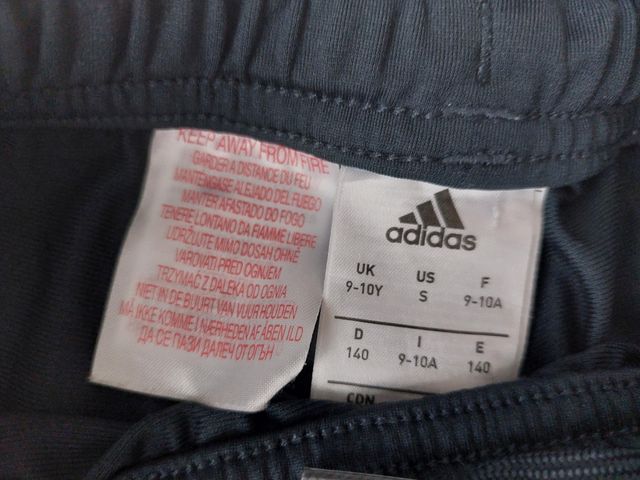 KEEP AWAY FROM FIRE
GARDER A DISTANCE DU FEU
MANTÉNGASE ALEJADO DEL FUEGO
MANTER AFASTADO DO FOGO
TENERE LONTANO DA FIAMME LIBERE
UDRŽUJTE MIMO DOSAH OHNĚ
VAROVATI PRED OGNJEM
TRZYMAĆ Z DALEKA OD OGNIA
NIET IN DE BUURT VAN VUUR HOUDEN
MÅ IKKE KOMME I NÆRHEDEN AF ÅBEN ILD
ДА СЕ ПАЗИ ДАЛЕЧ ОТ ОГЪН
adidas
UK US F
9-10Y S 9-10A
D I E
140 9-10A 140
CDN